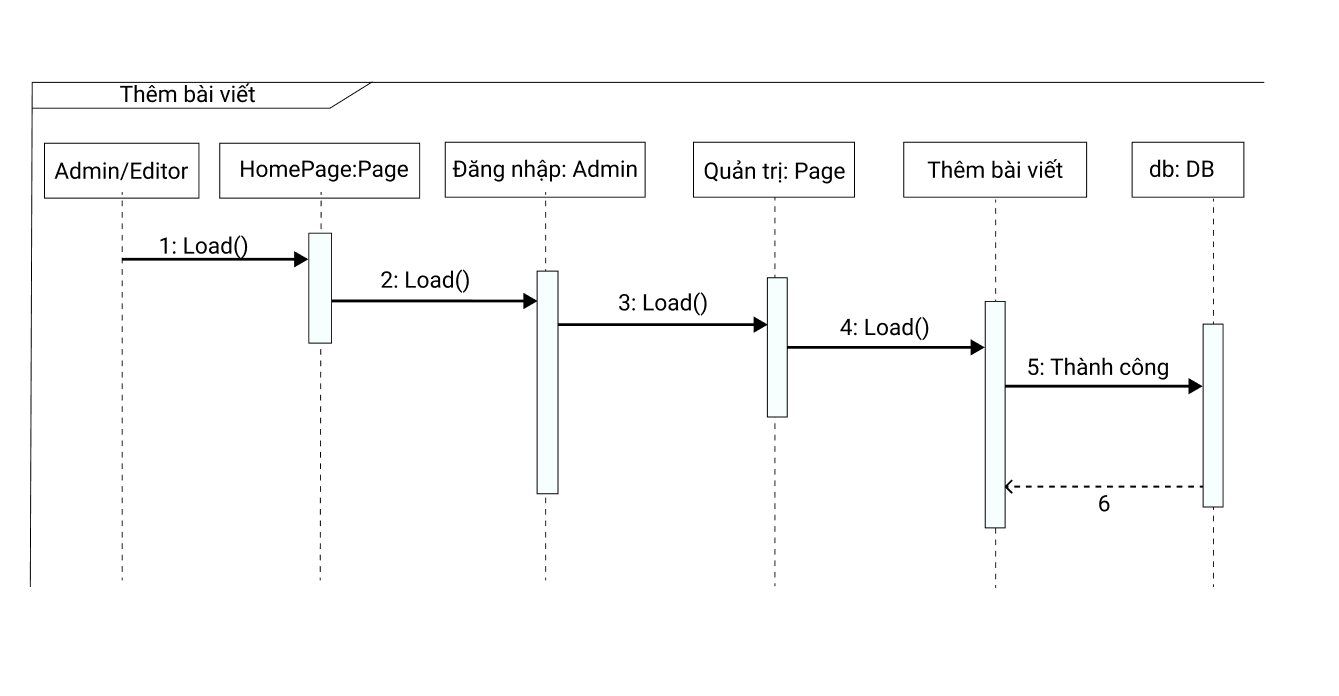 Thêm bài viết
Admin/Editor
HomePage:Page
Đăng nhập: Admin
Quản trị: Page
Thêm bài viết
db: DB
1: Load()
2: Load()
3: Load()
4: Load()
5: Thành công
6